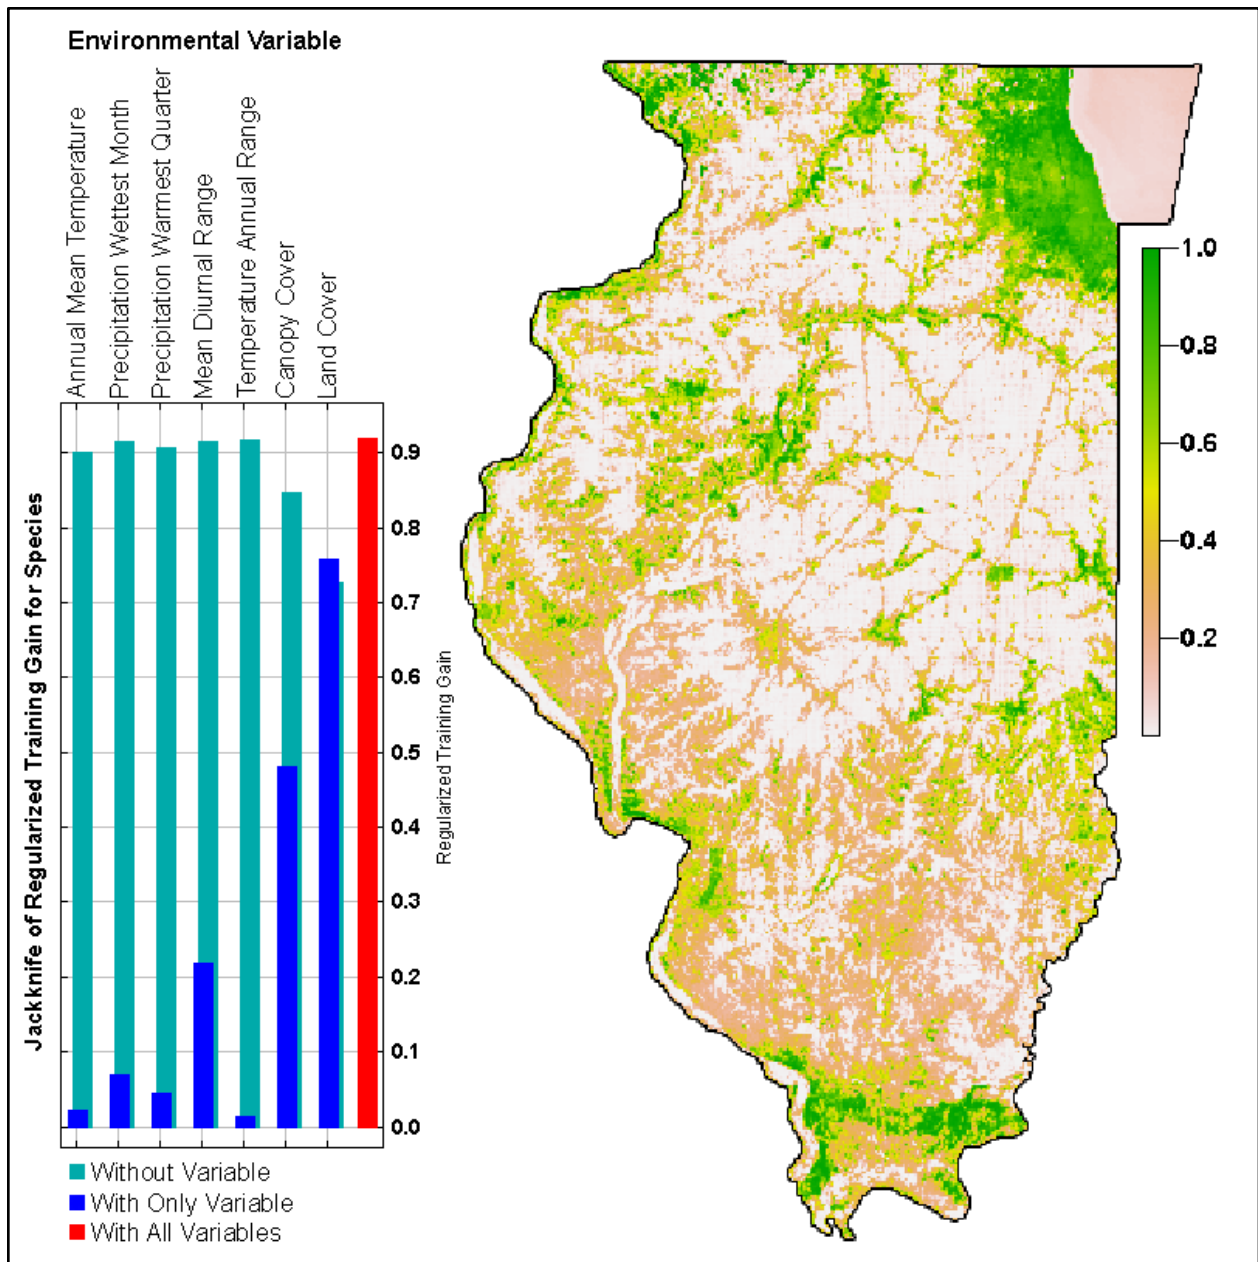 Environmental Variable
Annual Mean Temperature
Precipitation Wettest Month
Precipitation Warmest Quarter
Mean Diurnal Range
Temperature Annual Range
Canopy Cover
Land Cover
Jackknife of Regularized Training Gain for Species
0.9
0.8
0.7
0.6
0.5
0.4
0.3
0.2
0.1
0.0
Regularized Training Gain
Without Variable
With Only Variable
With All Variables
1.0
0.8
0.6
0.4
0.2